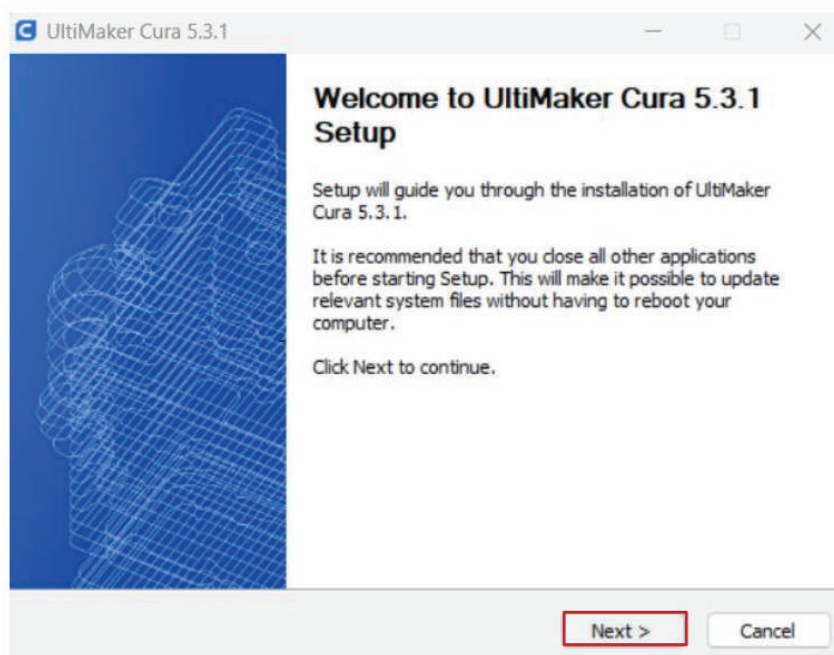 UltiMaker Cura 5.3.1
Welcome to UltiMaker Cura 5.3.1
Setup
Setup will guide you through the installation of UltiMaker
Cura 5.3.1.
It is recommended that you close all other applications
before starting Setup. This will make it possible to update
relevant system files without having to reboot your
computer.
Click Next to continue.
Next >
Cancel